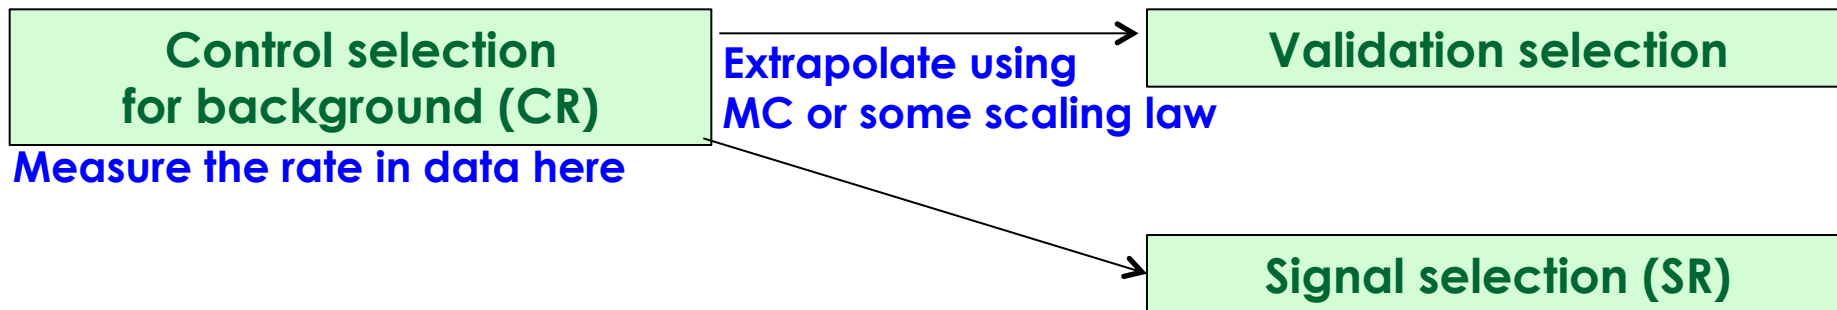 Control selection
for background (CR)
Measure the rate in data here
Extrapolate using
MC or some scaling law
Validation selection
Signal selection (SR)